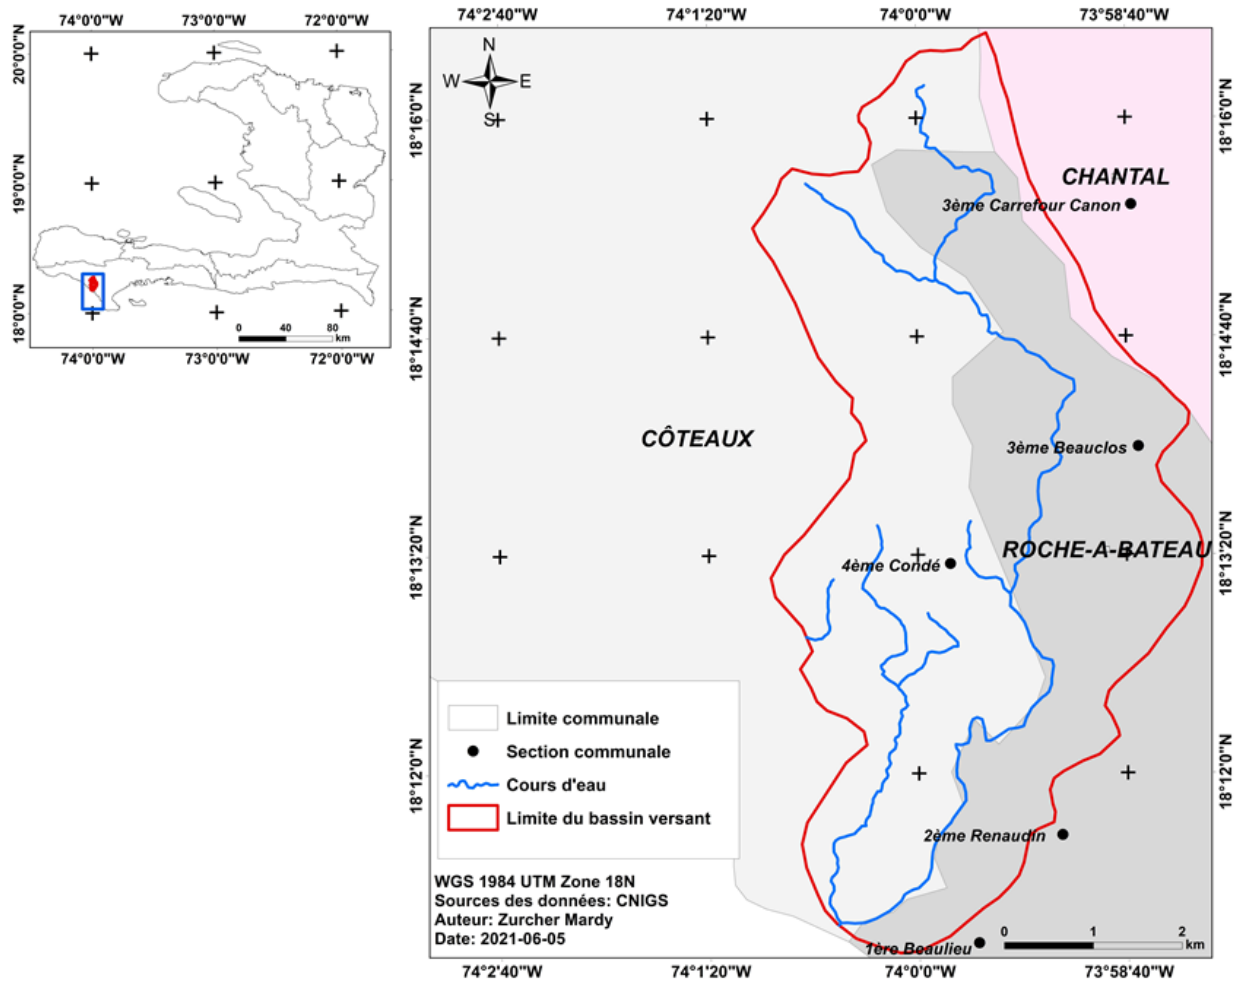 74°0'0"W 73°0'0"W 72°0'0"W
20°0'0"N
19°0'0"N
18°0'0"N
0 40 80
km
74°0'0"W 73°0'0"W 72°0'0"W
74°2'40"W 74°1'20"W 74°0'0"W 73°58'40"W
N
W E
S
18°16'0"N 18°16'0"N
CHANTAL
3ème Carrefour Canon
18°14'40"N 18°14'40"N
CÔTEAUX
3ème Beauclos
ROCHE-A-BATEAU
18°13'20"N 18°13'20"N
4ème Condé
Limite communale
Section communale
Cours d'eau
Limite du bassin versant
18°12'0"N 18°12'0"N
2ème Renaudin
WGS 1984 UTM Zone 18N
Sources des données: CNIGS
Auteur: Zurcher Mardy
Date: 2021-06-05
1ère Beaulieu
0 1 2
km
74°2'40"W 74°1'20"W 74°0'0"W 73°58'40"W